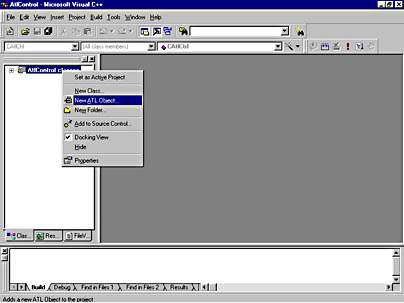 AtlControl - Microsoft Visual C++
File Edit View Insert Project Build Tools Window Help
CAtlCtrl
[All class members]
CAtlCtrl
AtlControl classes
Set as Active Project
New Class...
New ATL Object...
New Folder...
Add to Source Control...
Docking View
Hide
Properties
Clas... Res... FileV...
Build Debug Find in Files 1 Find in Files 2 Results
Adds a new ATL Object to the project